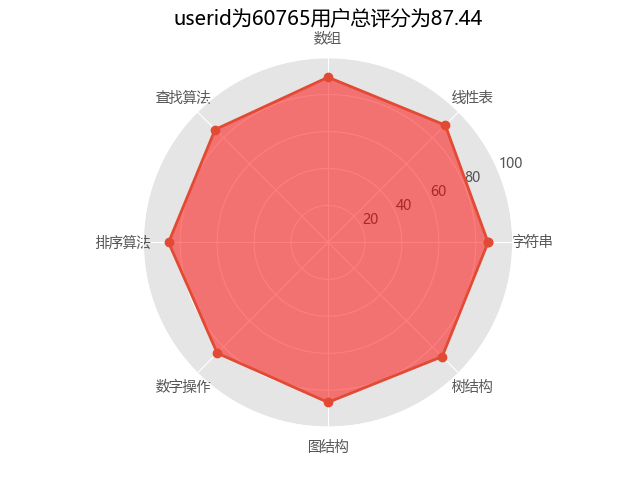 userid为60765用户总评分为87.44
数组
查找算法
线性表
100
80
60
40
20
排序算法
字符串
数字操作
树结构
图结构